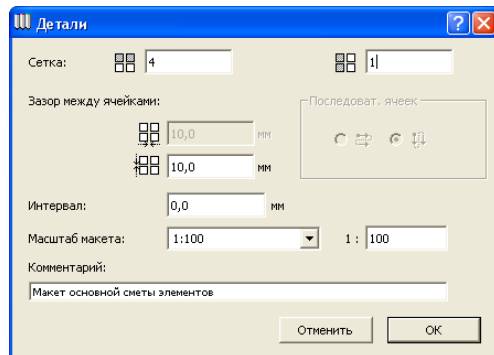 Детали
Сетка: 4 1
Зазор между ячейками: Последоват. ячеек
10,0 мм
10,0 мм
Интервал: 0,0 мм
Масштаб макета: 1:100 1 : 100
Комментарий:
Макет основной сметы элементов
Отменить OK